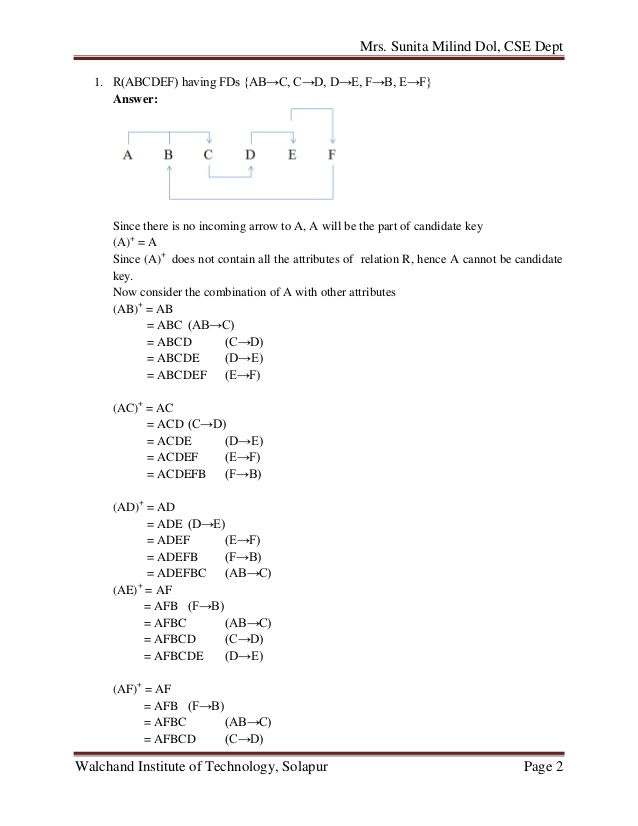 Mrs. Sunita Milind Dol, CSE Dept
1. R(ABCDEF) having FDs {AB→C, C→D, D→E, F→B, E→F}
Answer:
A B C D E F
Since there is no incoming arrow to A, A will be the part of candidate key
(A)+ = A
Since (A)+ does not contain all the attributes of relation R, hence A cannot be candidate
key.
Now consider the combination of A with other attributes
(AB)+ = AB
= ABC (AB→C)
= ABCD (C→D)
= ABCDE (D→E)
= ABCDEF (E→F)
(AC)+ = AC
= ACD (C→D)
= ACDE (D→E)
= ACDEF (E→F)
= ACDEFB (F→B)
(AD)+ = AD
= ADE (D→E)
= ADEF (E→F)
= ADEFB (F→B)
= ADEFBC (AB→C)
(AE)+ = AF
= AFB (F→B)
= AFBC (AB→C)
= AFBCD (C→D)
= AFBCDE (D→E)
(AF)+ = AF
= AFB (F→B)
= AFBC (AB→C)
= AFBCD (C→D)
Walchand Institute of Technology, Solapur Page 2